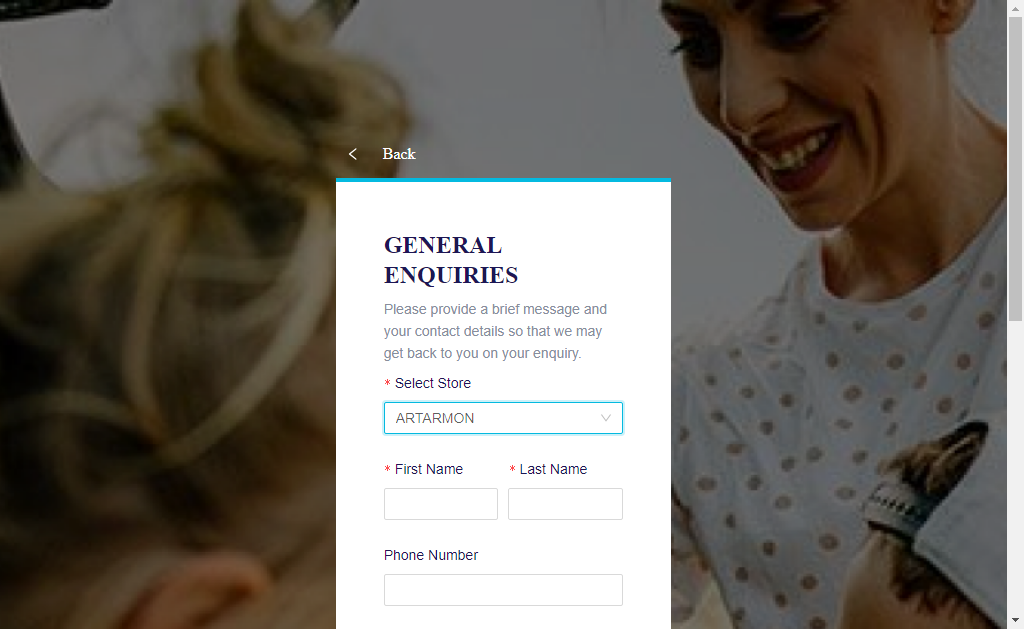 Back
GENERAL
ENQUIRIES
Please provide a brief message and
your contact details so that we may
get back to you on your enquiry.
* Select Store
ARTARMON
* First Name * Last Name
Phone Number